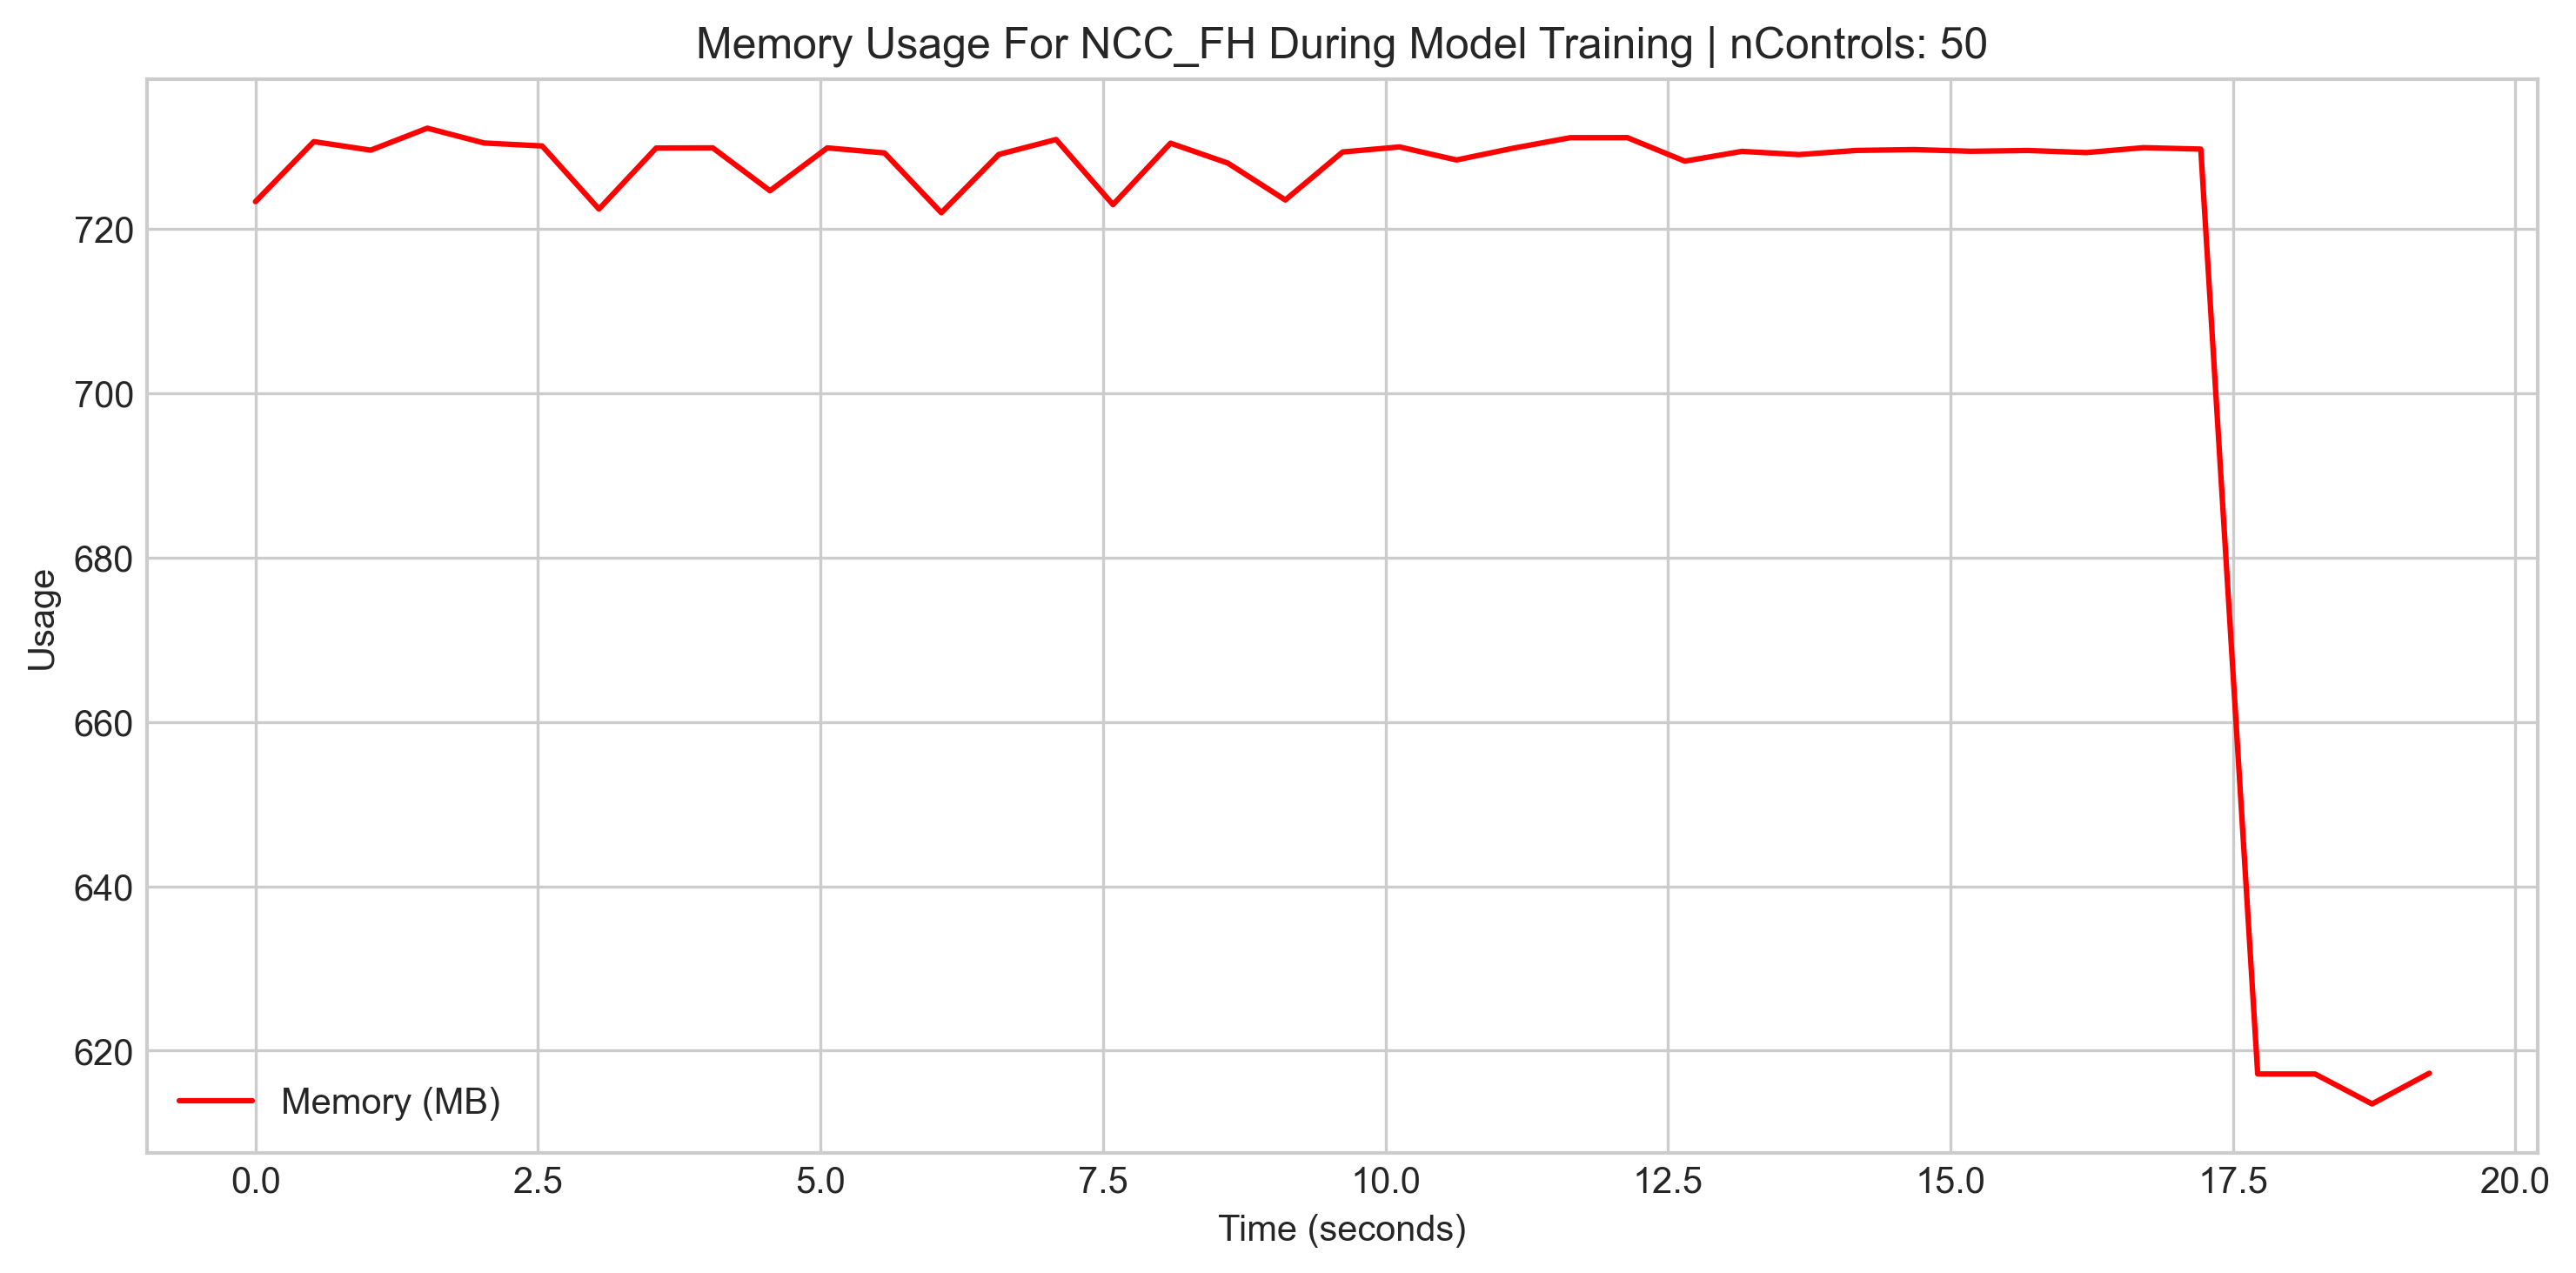 Memory Usage For NCC_FH During Model Training | nControls: 50
Usage
720
700
680
660
640
620
Memory (MB)
0.0 2.5 5.0 7.5 10.0 12.5 15.0 17.5 20.0
Time (seconds)